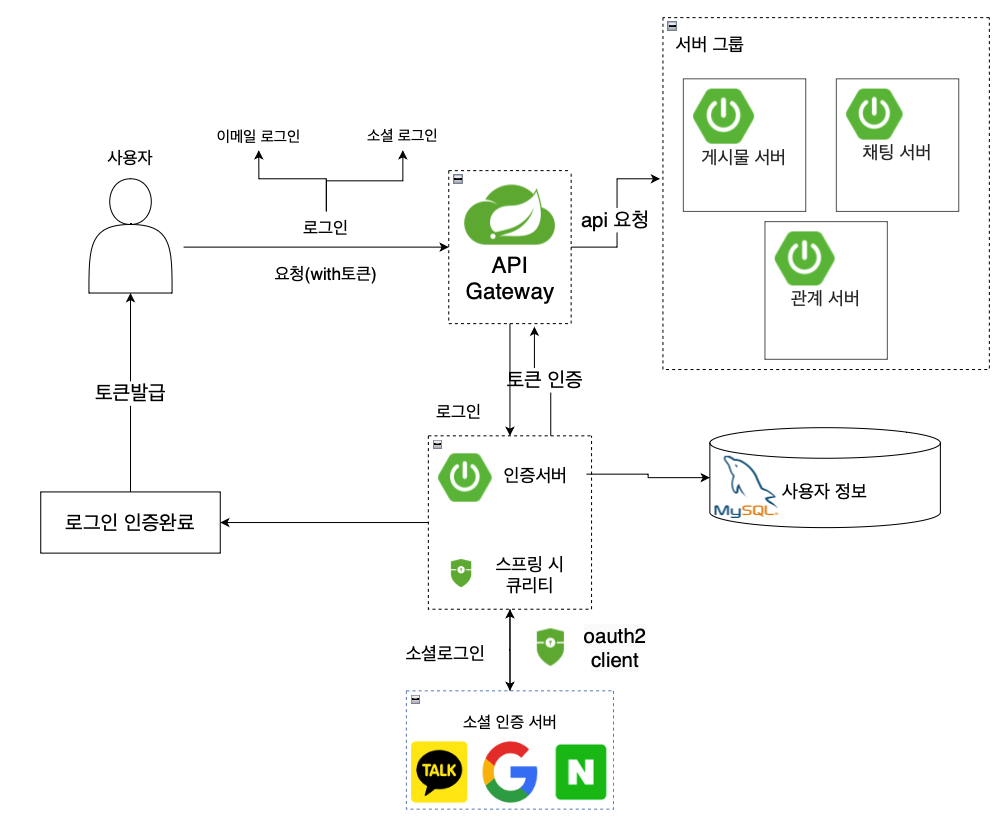 서버 그룹
게시물 서버
채팅 서버
관계 서버
이메일 로그인
소셜 로그인
사용자
로그인
요청(with토큰)
API
Gateway
api 요청
토큰발급
토큰 인증
로그인
인증서버
스프링 시
큐리티
MySQL
사용자 정보
로그인 인증완료
소셜로그인
oauth2
client
소셜 인증 서버
TALK
G
N